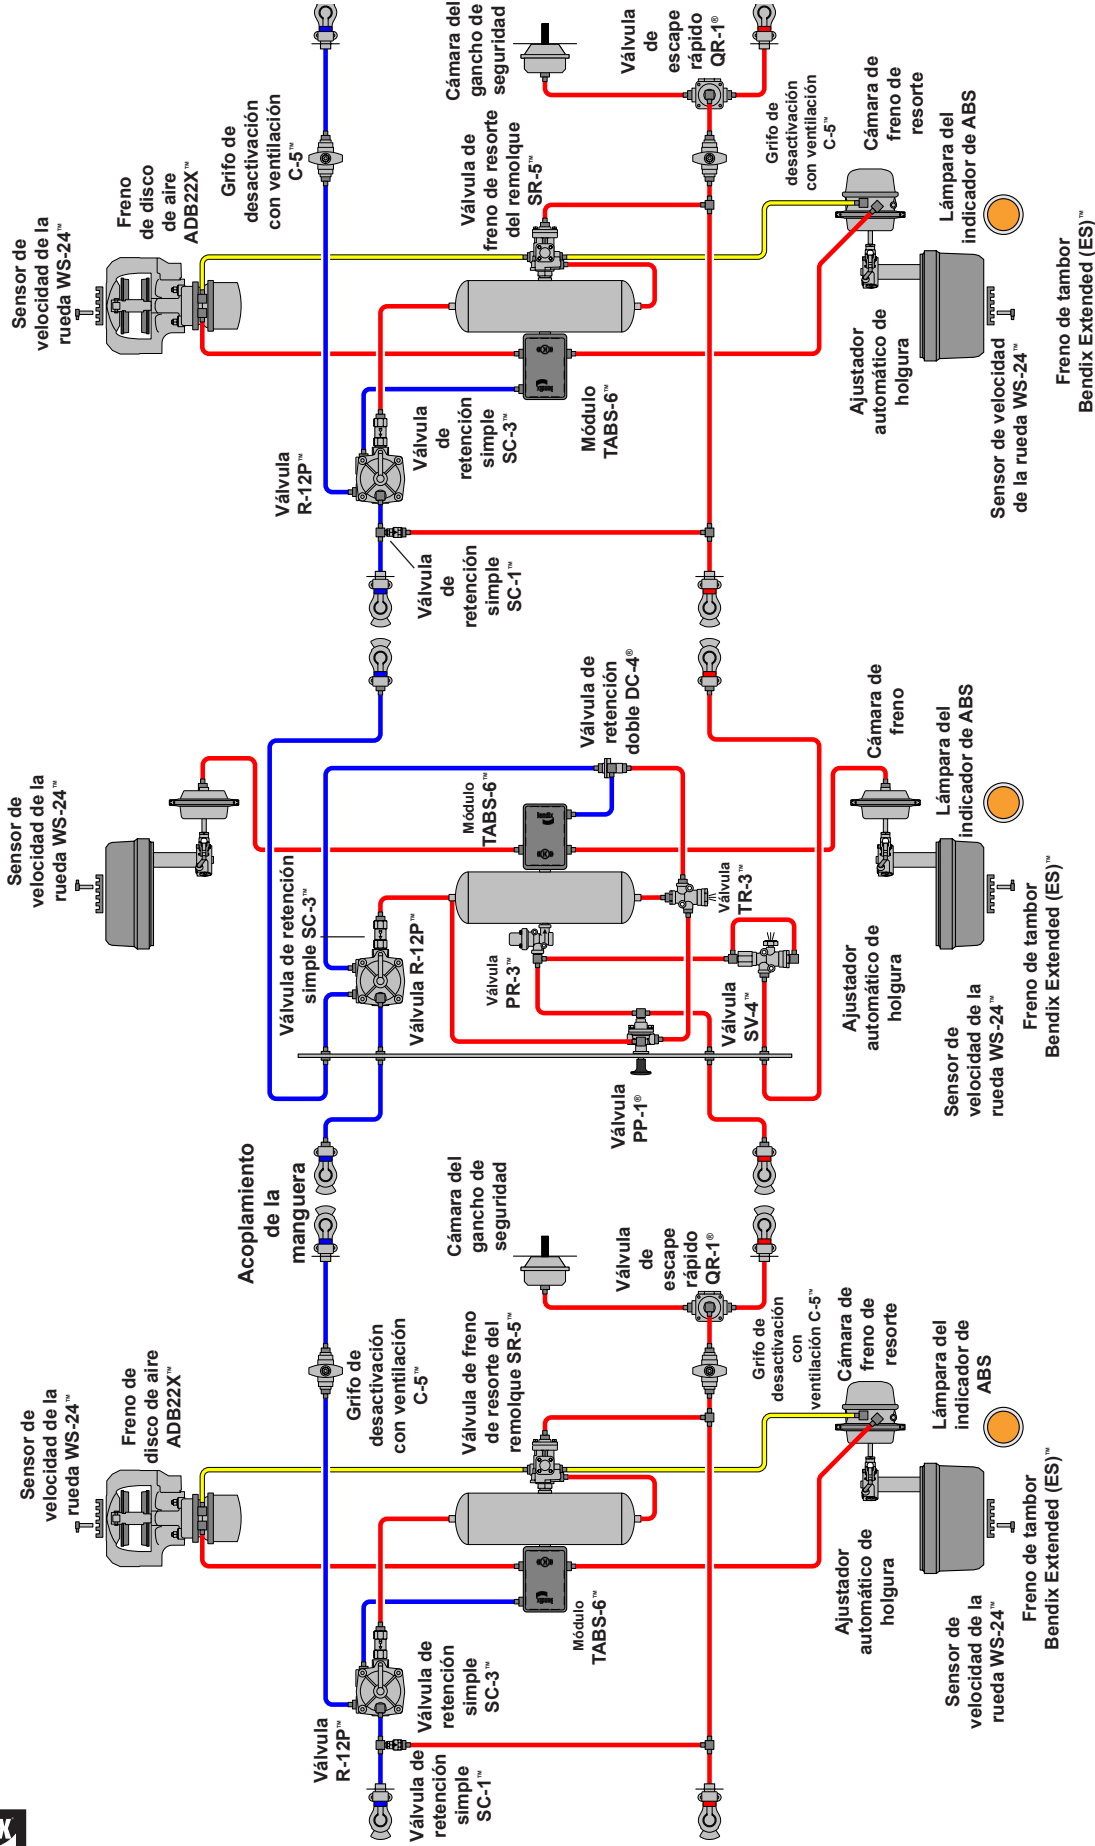 X
Sensor de
velocidad de la
rueda WS-24™
Freno de
disco de aire
ADB22X™
Válvula
R-12P™
Grifo de
desactivación
con ventilación
C-5™
Válvula de
retención
simple
SC-1™
Válvula de
retención
simple
SC-3™
Válvula de freno
de resorte del
remolque SR-5™
Módulo
TABS-6™
Cámara del
gancho de
seguridad
Válvula
de
escape
rápido
QR-1®
Grifo de
desactivación
con
ventilación C-5™
Cámara de
freno de
resorte
Ajustador
automático de
holgura
Lámpara del
indicador de
ABS
Sensor de
velocidad de la
rueda WS-24™
Freno de tambor
Bendix Extended (ES)™
Acoplamiento
de la
manguera
Sensor de
velocidad de la
rueda WS-24™
Válvula de retención
simple SC-3™
Válvula R-12P™
Módulo
TABS-6™
Válvula
PR-3™
Válvula de
retención
doble DC-4®
Válvula
PP-1®
Válvula
SV-4™
Válvula
TR-3™
Cámara de
freno
Ajustador
automático de
holgura
Lámpara del
indicador de ABS
Sensor de
velocidad de la
rueda WS-24™
Freno de tambor
Bendix Extended (ES)™
Sensor de
velocidad de la
rueda WS-24™
Freno
de disco
de aire
ADB22X™
Grifo de
desactivación
con ventilación
C-5™
Válvula
R-12P™
Válvula
de
retención
simple
SC-1™
Válvula
de
retención
simple
SC-3™
Válvula de
freno de resorte
del remolque
SR-5™
Módulo
TABS-6™
Cámara del
gancho de
seguridad
Válvula
de
escape
rápido
QR-1®
Grifo de
desactivación
con ventilación
C-5™
Cámara de
freno de
resorte
Ajustador
automático de
holgura
Lámpara del
indicador de ABS
Sensor de velocidad
de la rueda WS-24™
Freno de tambor
Bendix Extended (ES)™